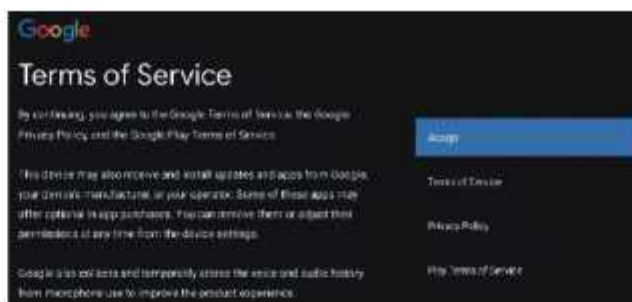 Google
Terms of Service
By continuing, you agree to the Google Terms of Service, the Google
Privacy Policy, and the Google Play Terms of Service.
This device may also receive and install updates and apps from Google,
your device's manufacturer, or your operator. Some of these apps may
offer optional in-app purchases. You can remove them or adjust their
permissions at any time from the device settings.
Google also collects and temporarily stores the voice and audio history
from microphone use to improve the product experience.
Accept
Terms of Service
Privacy Policy
Play Terms of Service